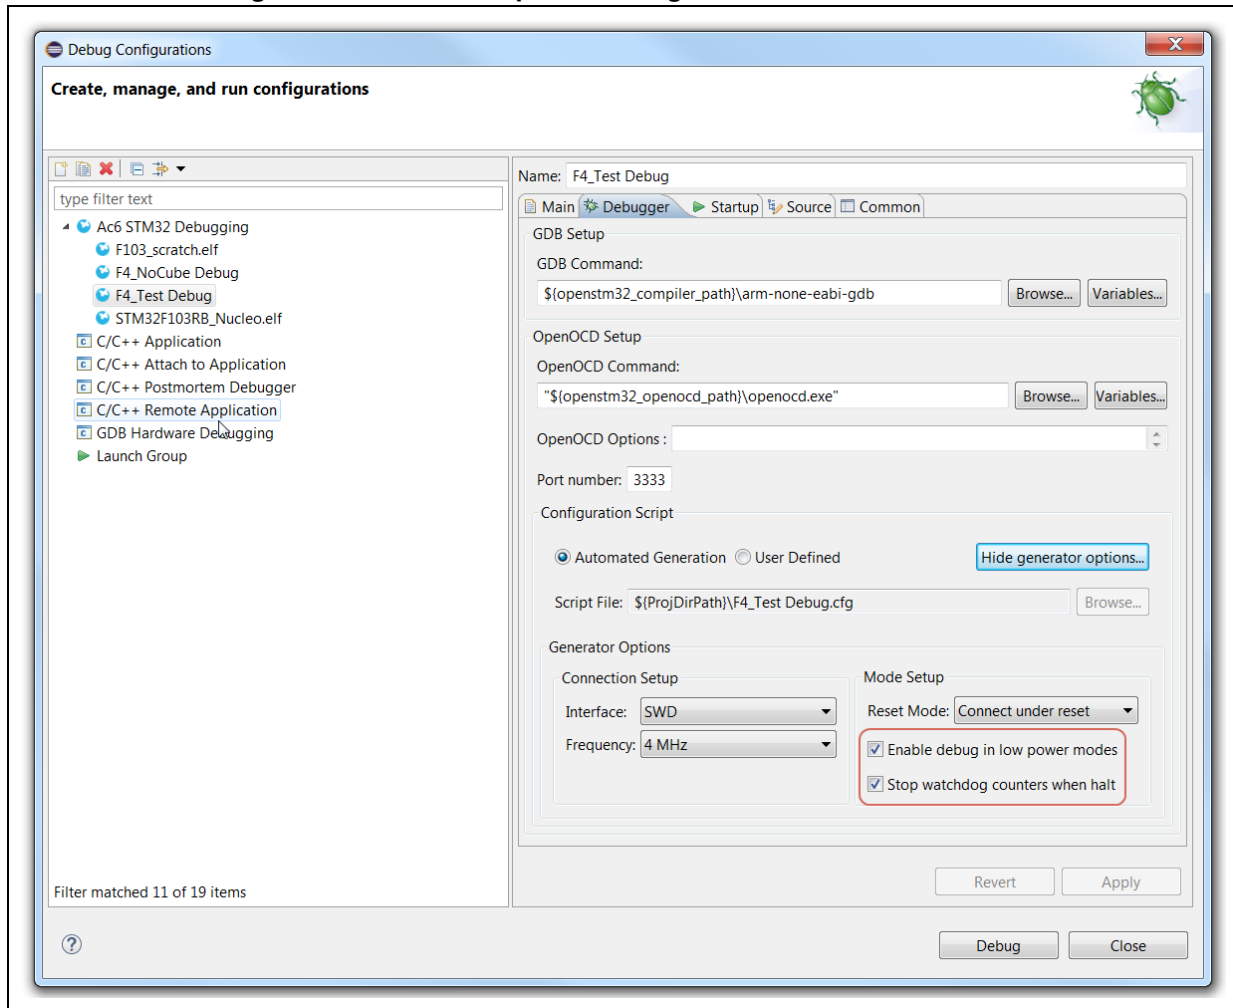 Debug Configurations
X
Create, manage, and run configurations
type filter text
Ac6 STM32 Debugging
F103_scratch.elf
F4_NoCube Debug
F4_Test Debug
STM32F103RB_Nucleo.elf
C/C++ Application
C/C++ Attach to Application
C/C++ Postmortem Debugger
C/C++ Remote Application
GDB Hardware Debugging
Launch Group
Filter matched 11 of 19 items
Name: F4_Test Debug
Main Debugger Startup Source Common
GDB Setup
GDB Command:
${openstm32_compiler_path}\arm-none-eabi-gdb Browse... Variables...
OpenOCD Setup
OpenOCD Command:
"${openstm32_openocd_path}\openocd.exe" Browse... Variables...
OpenOCD Options :
Port number: 3333
Configuration Script
Automated Generation User Defined Hide generator options...
Script File: ${ProjDirPath}\F4_Test Debug.cfg Browse...
Generator Options
Connection Setup
Interface: SWD
Frequency: 4 MHz
Mode Setup
Reset Mode: Connect under reset
Enable debug in low power modes
Stop watchdog counters when halt
Revert Apply
? Debug Close